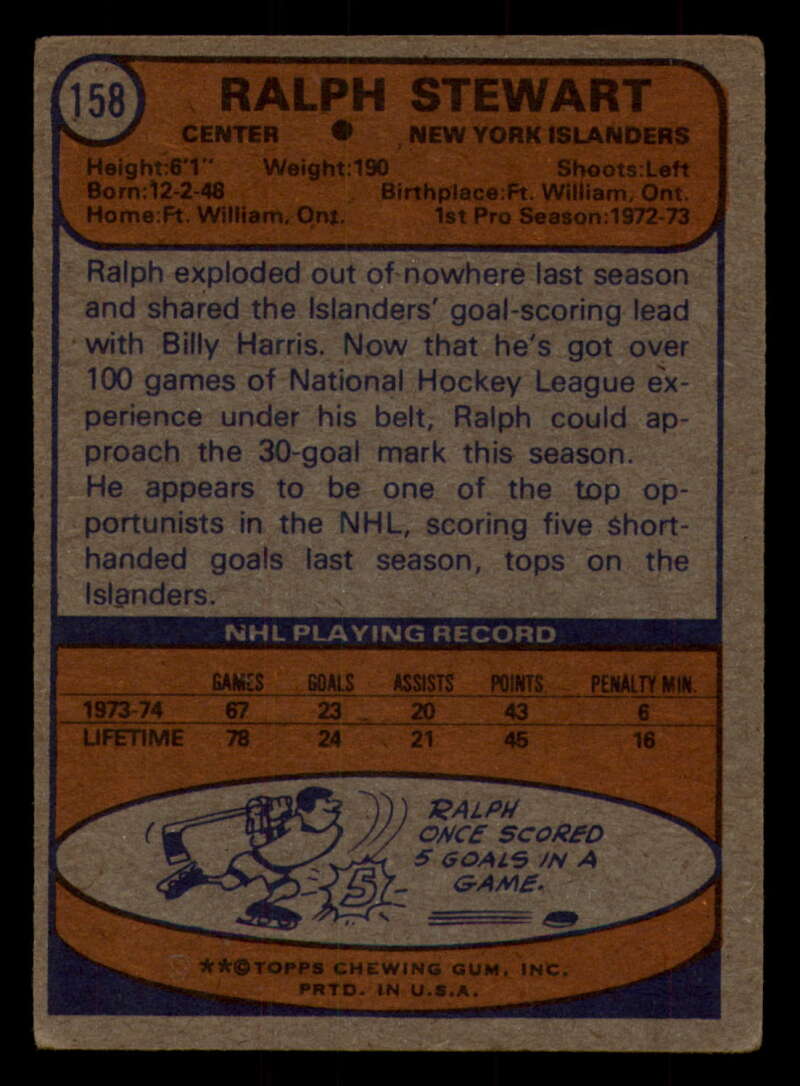 158
RALPH STEWART
CENTER ● NEW YORK ISLANDERS
Height:6'1" Weight:190 Shoots:Left
Born:12-2-48 Birthplace:Ft. William, Ont.
Home:Ft. William, Ont. 1st Pro Season:1972-73
Ralph exploded out of nowhere last season
and shared the Islanders' goal-scoring lead
with Billy Harris. Now that he's got over
100 games of National Hockey League ex-
perience under his belt, Ralph could ap-
proach the 30-goal mark this season.
He appears to be one of the top op-
portunists in the NHL, scoring five short-
handed goals last season, tops on the
Islanders.
NHL PLAYING RECORD
GAMES GOALS ASSISTS POINTS PENALTY MIN.
1973-74 67 23 20 43 6
LIFETIME 78 24 21 45 16
RALPH
ONCE SCORED
5 GOALS IN A
GAME.
5
**©TOPPS CHEWING GUM, INC.
PRTD. IN U.S.A.